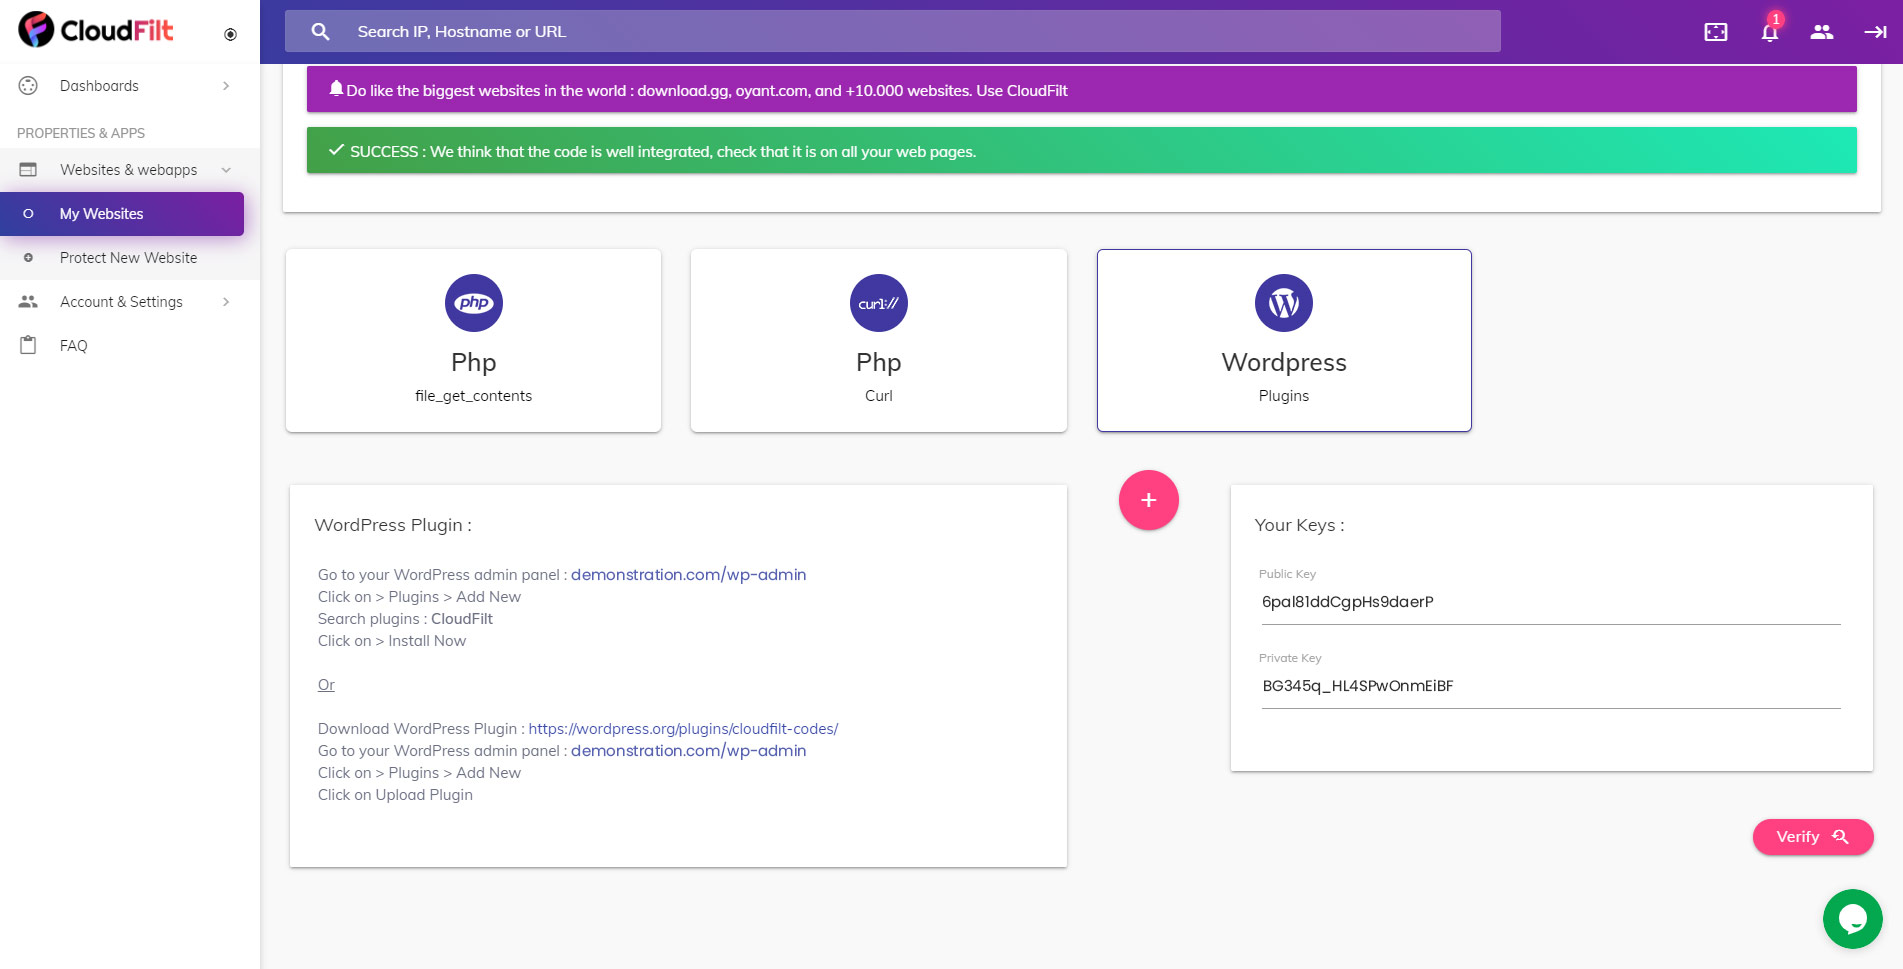 CloudFilt
Search IP, Hostname or URL
1
Dashboards
PROPERTIES & APPS
Websites & webapps
My Websites
Protect New Website
Account & Settings
FAQ
Do like the biggest websites in the world : download.gg, oyant.com, and +10.000 websites. Use CloudFilt
SUCCESS : We think that the code is well integrated, check that it is on all your web pages.
php
Php
file_get_contents
curl://
Php
Curl
Wordpress
Plugins
WordPress Plugin :
Go to your WordPress admin panel : demonstration.com/wp-admin
Click on > Plugins > Add New
Search plugins : CloudFilt
Click on > Install Now
Or
Download WordPress Plugin : https://wordpress.org/plugins/cloudfilt-codes/
Go to your WordPress admin panel : demonstration.com/wp-admin
Click on > Plugins > Add New
Click on Upload Plugin
+
Your Keys :
Public Key
6pal81ddCgpHs9daerP
Private Key
BG345q_HL4SPwOnmEiBF
Verify